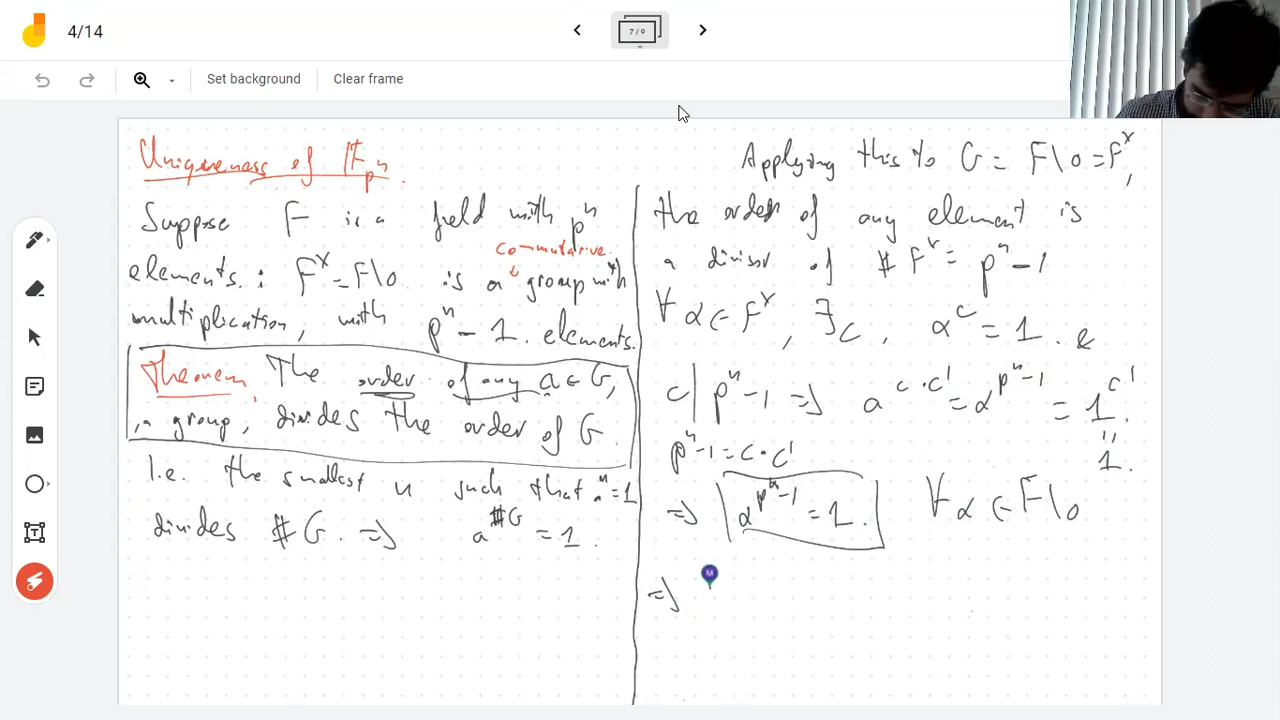 4/14
7 / 9
Set background
Clear frame
Uniqueness of 𝔽_{p^n}.
Suppose F is a field with p^n
elements : F^× = F\0 is a group with
commutative
multiplication, with p^n - 1. elements.
Theorem. The order of any a ∈ G,
, a group, divides the order of G.
I.e. the smallest n such that a^n = 1
divides #G. => a^{#G} = 1.
Applying this to G = F\0 = F^×,
the order of any element is
a divisor of # F^× = p^n - 1
∀ α ∈ F^×, ∃ c, α^c = 1. &
c | p^n - 1 => a^{c·c'} = α^{p^n-1} = 1^{c'}.
p^n - 1 = c · c'
"
1.
=> α^{p^n-1} = 1. ∀ α ∈ F\0
=>
M